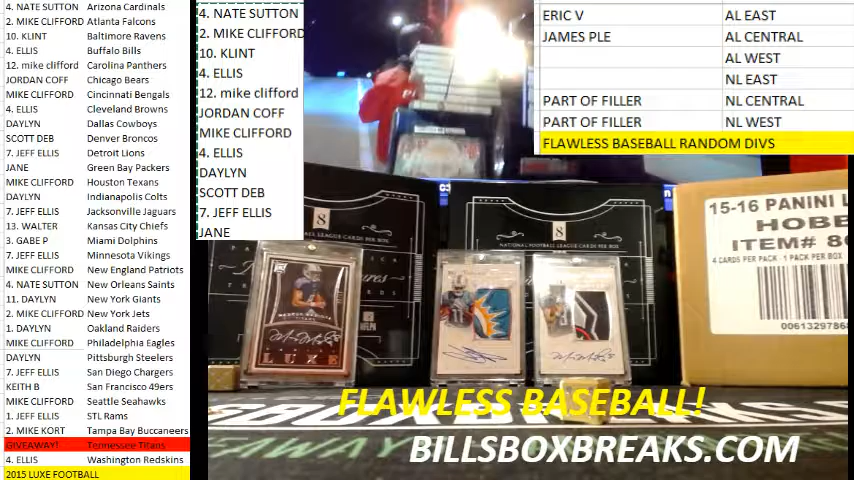 4. NATE SUTTON Arizona Cardinals
2. MIKE CLIFFORD Atlanta Falcons
10. KLINT Baltimore Ravens
4. ELLIS Buffalo Bills
12. mike clifford Carolina Panthers
JORDAN COFF Chicago Bears
MIKE CLIFFORD Cincinnati Bengals
4. ELLIS Cleveland Browns
DAYLYN Dallas Cowboys
SCOTT DEB Denver Broncos
7. JEFF ELLIS Detroit Lions
JANE Green Bay Packers
MIKE CLIFFORD Houston Texans
DAYLYN Indianapolis Colts
7. JEFF ELLIS Jacksonville Jaguars
13. WALTER Kansas City Chiefs
3. GABE P Miami Dolphins
7. JEFF ELLIS Minnesota Vikings
MIKE CLIFFORD New England Patriots
4. NATE SUTTON New Orleans Saints
11. DAYLYN New York Giants
2. MIKE CLIFFORD New York Jets
1. DAYLYN Oakland Raiders
MIKE CLIFFORD Philadelphia Eagles
DAYLYN Pittsburgh Steelers
7. JEFF ELLIS San Diego Chargers
KEITH B San Francisco 49ers
MIKE CLIFFORD Seattle Seahawks
1. JEFF ELLIS STL Rams
2. MIKE KORT Tampa Bay Buccaneers
GIVEAWAY! Tennessee Titans
4. ELLIS Washington Redskins
2015 LUXE FOOTBALL
4. NATE SUTTON
2. MIKE CLIFFORD
10. KLINT
4. ELLIS
12. mike clifford
JORDAN COFF
MIKE CLIFFORD
4. ELLIS
DAYLYN
SCOTT DEB
7. JEFF ELLIS
JANE
ERIC V AL EAST
JAMES PLE AL CENTRAL
AL WEST
NL EAST
PART OF FILLER NL CENTRAL
PART OF FILLER NL WEST
FLAWLESS BASEBALL RANDOM DIVS
8
8
NATIONAL FOOTBALL LEAGUE CARDS PER BOX
15-16 PANINI L
HOBB
ITEM# 8
4 CARDS PER PACK - 1 PACK PER BOX
0061329786
LUXE
FLAWLESS BASEBALL!
BILLSBOXBREAKS.COM